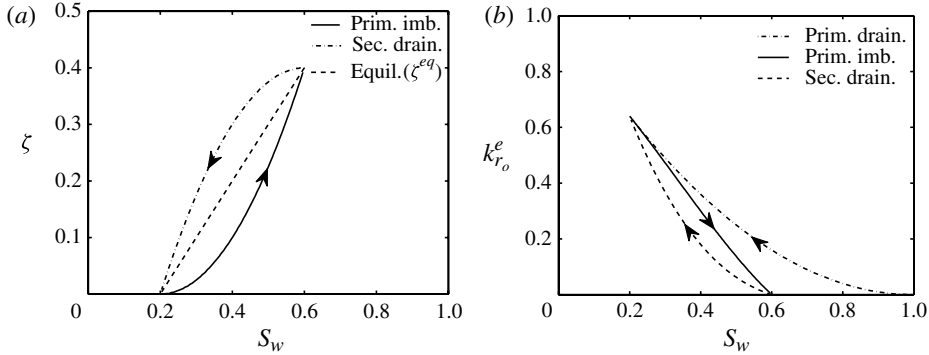 (a)
Prim. imb.
Sec. drain.
Equil.(ζ^{eq})
0.5
0.4
0.3
0.2
0.1
0
ζ
0.2 0.4 0.6 0.8 1.0
S_w
(b)
Prim. drain.
Prim. imb.
Sec. drain.
1.0
0.8
0.6
0.4
0.2
0
k^e_{r_o}
0.2 0.4 0.6 0.8 1.0
S_w